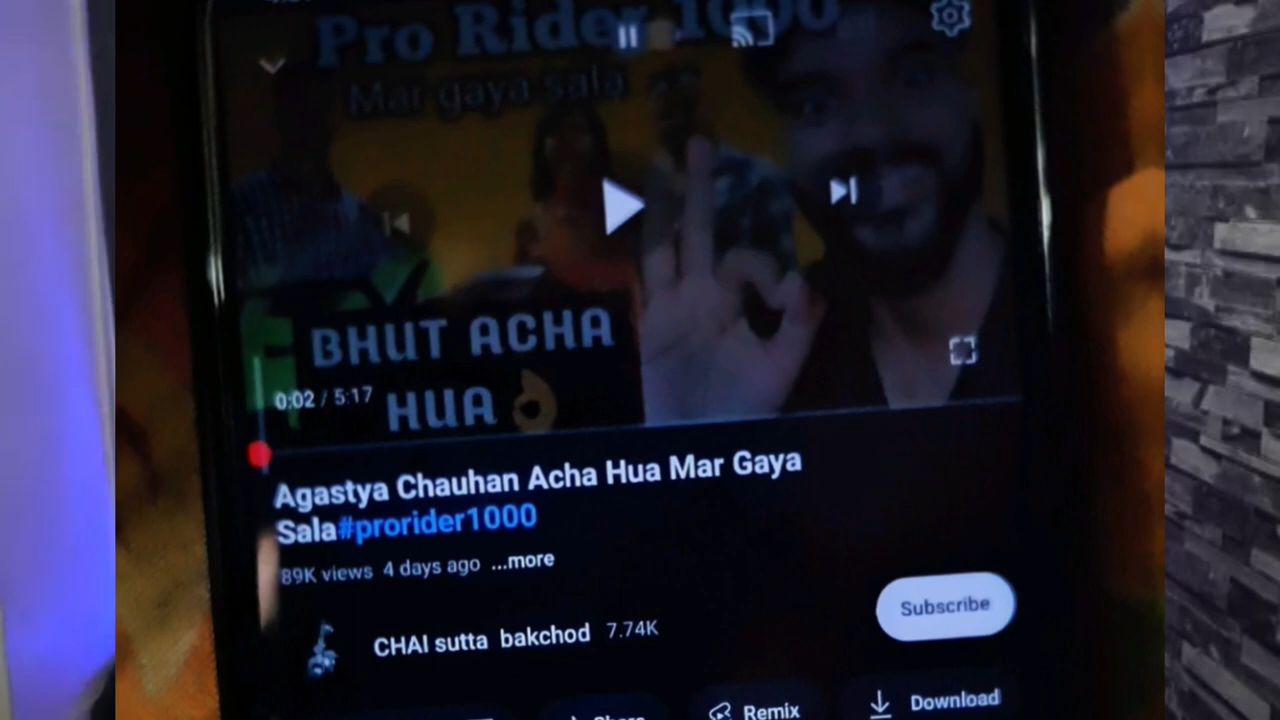 Pro Rider 1000
Mar gaya sala
BHUT ACHA
HUA
0:02 / 5:17
Agastya Chauhan Acha Hua Mar Gaya
Sala#prorider1000
89K views 4 days ago ...more
CHAI sutta bakchod 7.74K
Subscribe
Share
Remix
Download